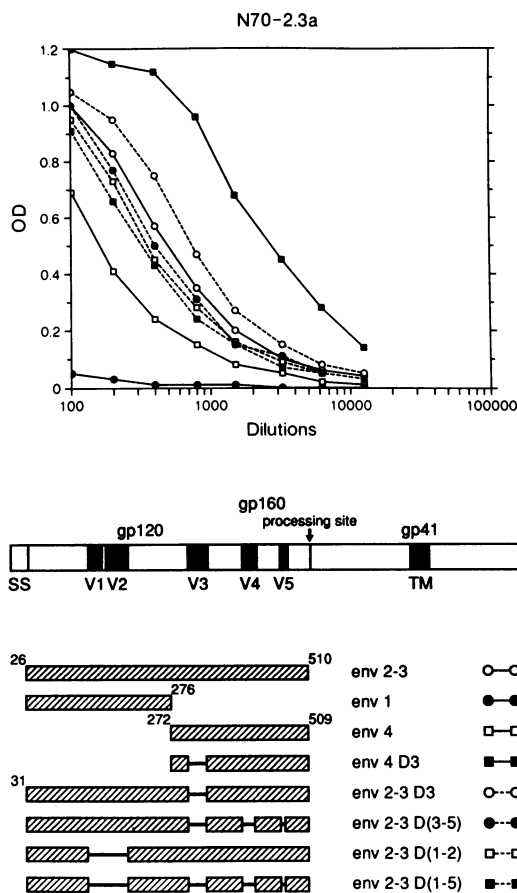 N70-2.3a
OD
1.2
1.0
0.8
0.6
0.4
0.2
0
100 1000 10000 100000
Dilutions
gp160
gp120 processing site gp41
SS V1 V2 V3 V4 V5 TM
26 510 env 2-3
276 env 1
272 509 env 4
env 4 D3
31 env 2-3 D3
env 2-3 D(3-5)
env 2-3 D(1-2)
env 2-3 D(1-5)